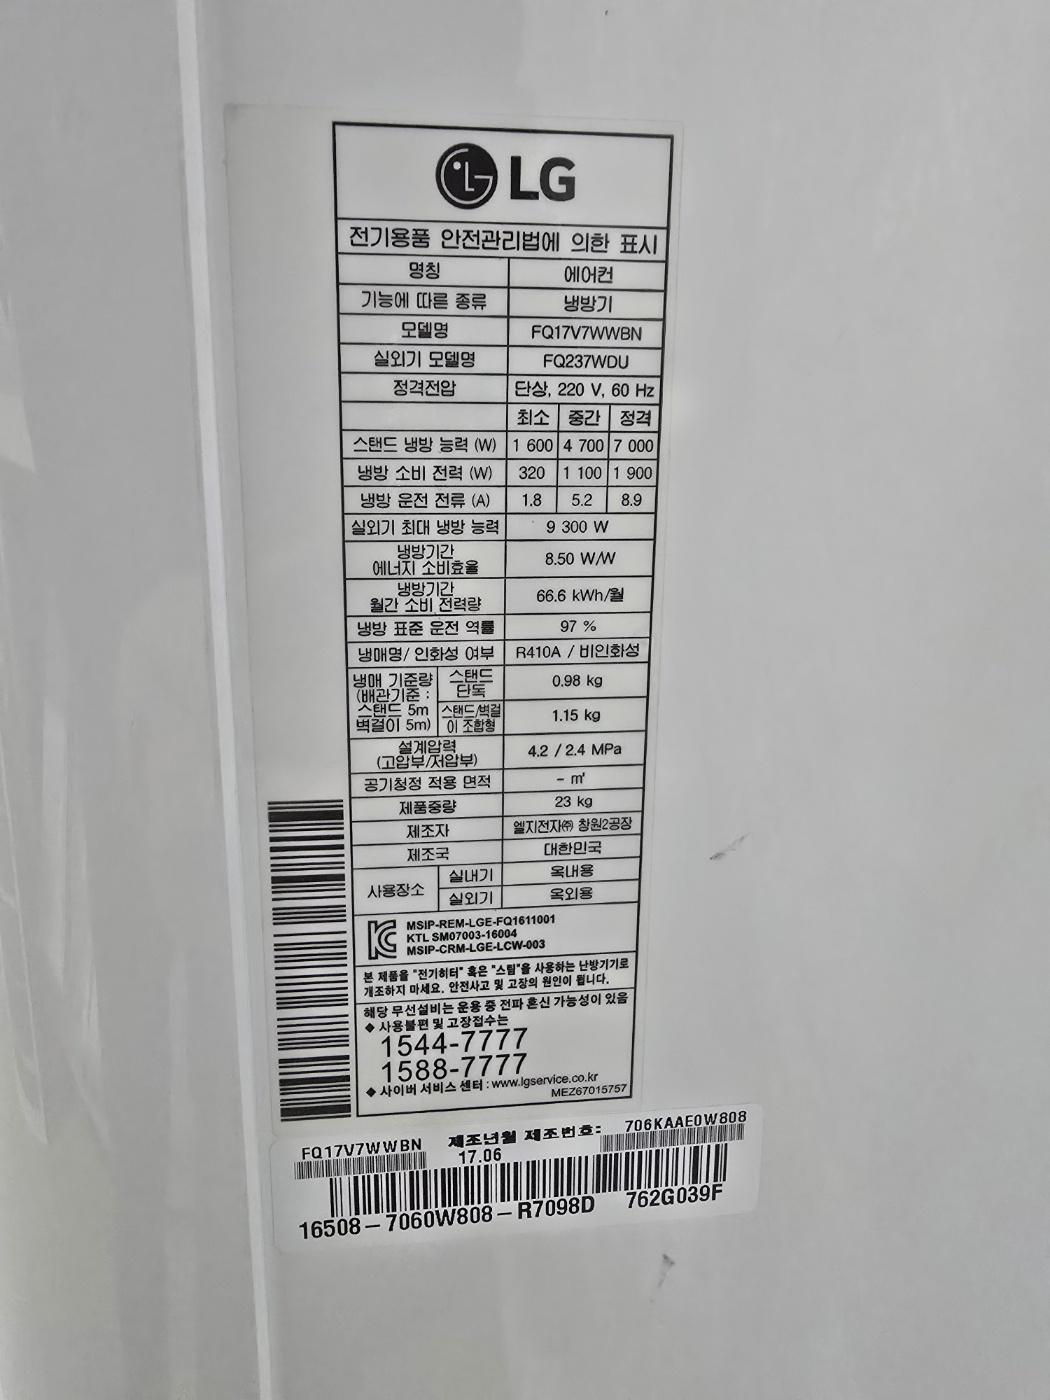 LG
전기용품 안전관리법에 의한 표시
명칭 에어컨
기능에 따른 종류 냉방기
모델명 FQ17V7WWBN
실외기 모델명 FQ237WDU
정격전압 단상, 220 V, 60 Hz
최소 중간 정격
스탠드 냉방 능력 (W) 1 600 4 700 7 000
냉방 소비 전력 (W) 320 1 100 1 900
냉방 운전 전류 (A) 1.8 5.2 8.9
실외기 최대 냉방 능력 9 300 W
냉방기간
에너지 소비효율 8.50 W/W
냉방기간
월간 소비 전력량 66.6 kWh/월
냉방 표준 운전 역률 97 %
냉매명/ 인화성 여부 R410A / 비인화성
냉매 기준량
(배관기준 :
스탠드 5m
벽걸이 5m)
스탠드
단독 0.98 kg
스탠드/벽걸
이 조합형 1.15 kg
설계압력
(고압부/저압부) 4.2 / 2.4 MPa
공기청정 적용 면적 - ㎡
제품중량 23 kg
제조자 엘지전자㈜ 창원2공장
제조국 대한민국
사용장소 실내기 옥내용
실외기 옥외용
MSIP-REM-LGE-FQ1611001
KTL SM07003-16004
MSIP-CRM-LGE-LCW-003
본 제품을 "전기히터" 혹은 "스팀"을 사용하는 난방기기로
개조하지 마세요. 안전사고 및 고장의 원인이 됩니다.
해당 무선설비는 운용 중 전파 혼신 가능성이 있음
◆ 사용불편 및 고장접수는
1544-7777
1588-7777
◆ 사이버 서비스 센터 : www.lgservice.co.kr
MEZ67015757
FQ17V7WWBN 제조년월 제조번호: 706KAAE0W808
17.06
16508-7060W808-R7098D 762G039F